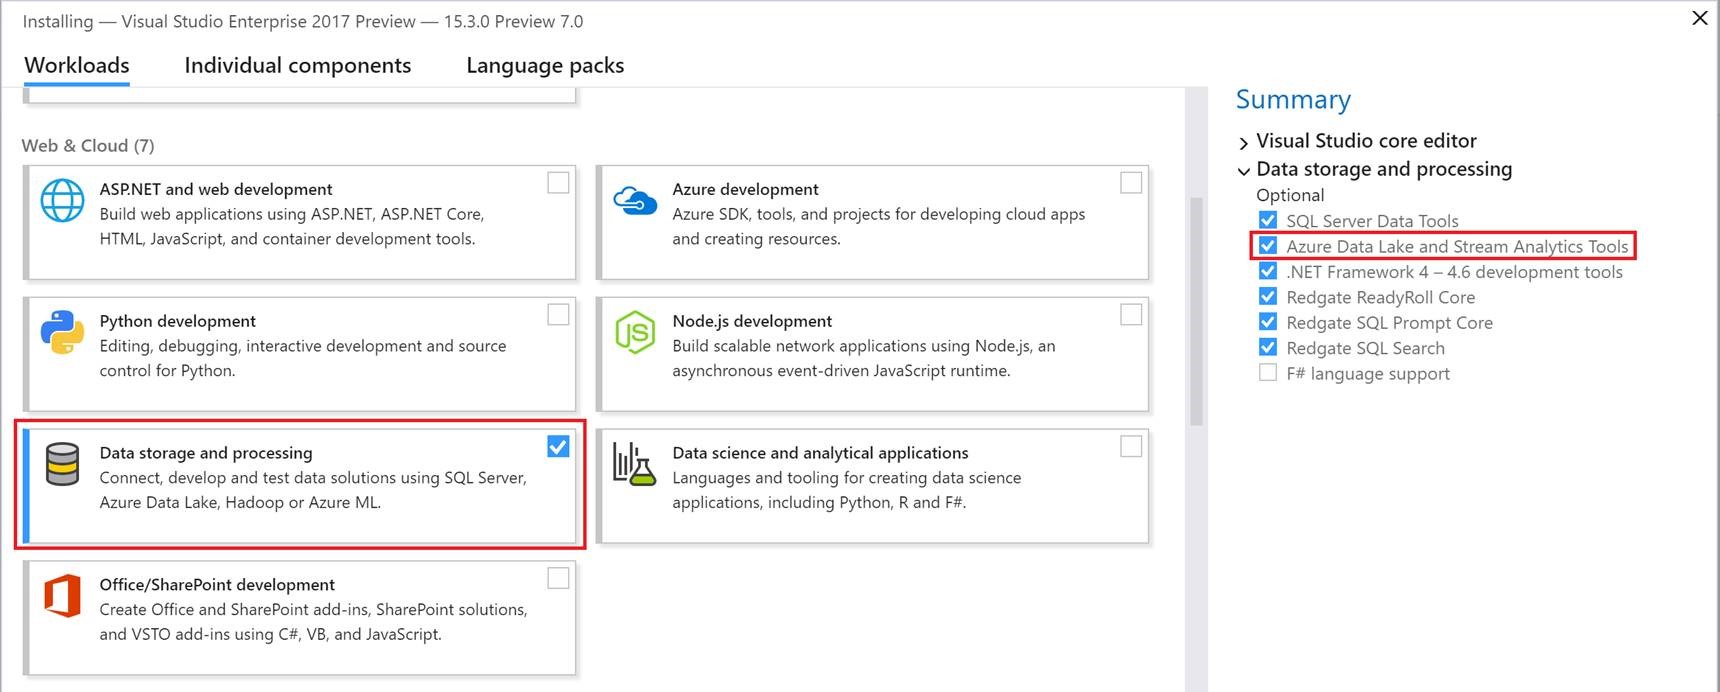 Installing — Visual Studio Enterprise 2017 Preview — 15.3.0 Preview 7.0
Workloads
Individual components
Language packs
Web & Cloud (7)
ASP.NET and web development
Build web applications using ASP.NET, ASP.NET Core,
HTML, JavaScript, and container development tools.
Azure development
Azure SDK, tools, and projects for developing cloud apps
and creating resources.
Python development
Editing, debugging, interactive development and source
control for Python.
Node.js development
Build scalable network applications using Node.js, an
asynchronous event-driven JavaScript runtime.
JS
Data storage and processing
Connect, develop and test data solutions using SQL Server,
Azure Data Lake, Hadoop or Azure ML.
Data science and analytical applications
Languages and tooling for creating data science
applications, including Python, R and F#.
Office/SharePoint development
Create Office and SharePoint add-ins, SharePoint solutions,
and VSTO add-ins using C#, VB, and JavaScript.
Summary
Visual Studio core editor
Data storage and processing
Optional
SQL Server Data Tools
Azure Data Lake and Stream Analytics Tools
.NET Framework 4 – 4.6 development tools
Redgate ReadyRoll Core
Redgate SQL Prompt Core
Redgate SQL Search
F# language support